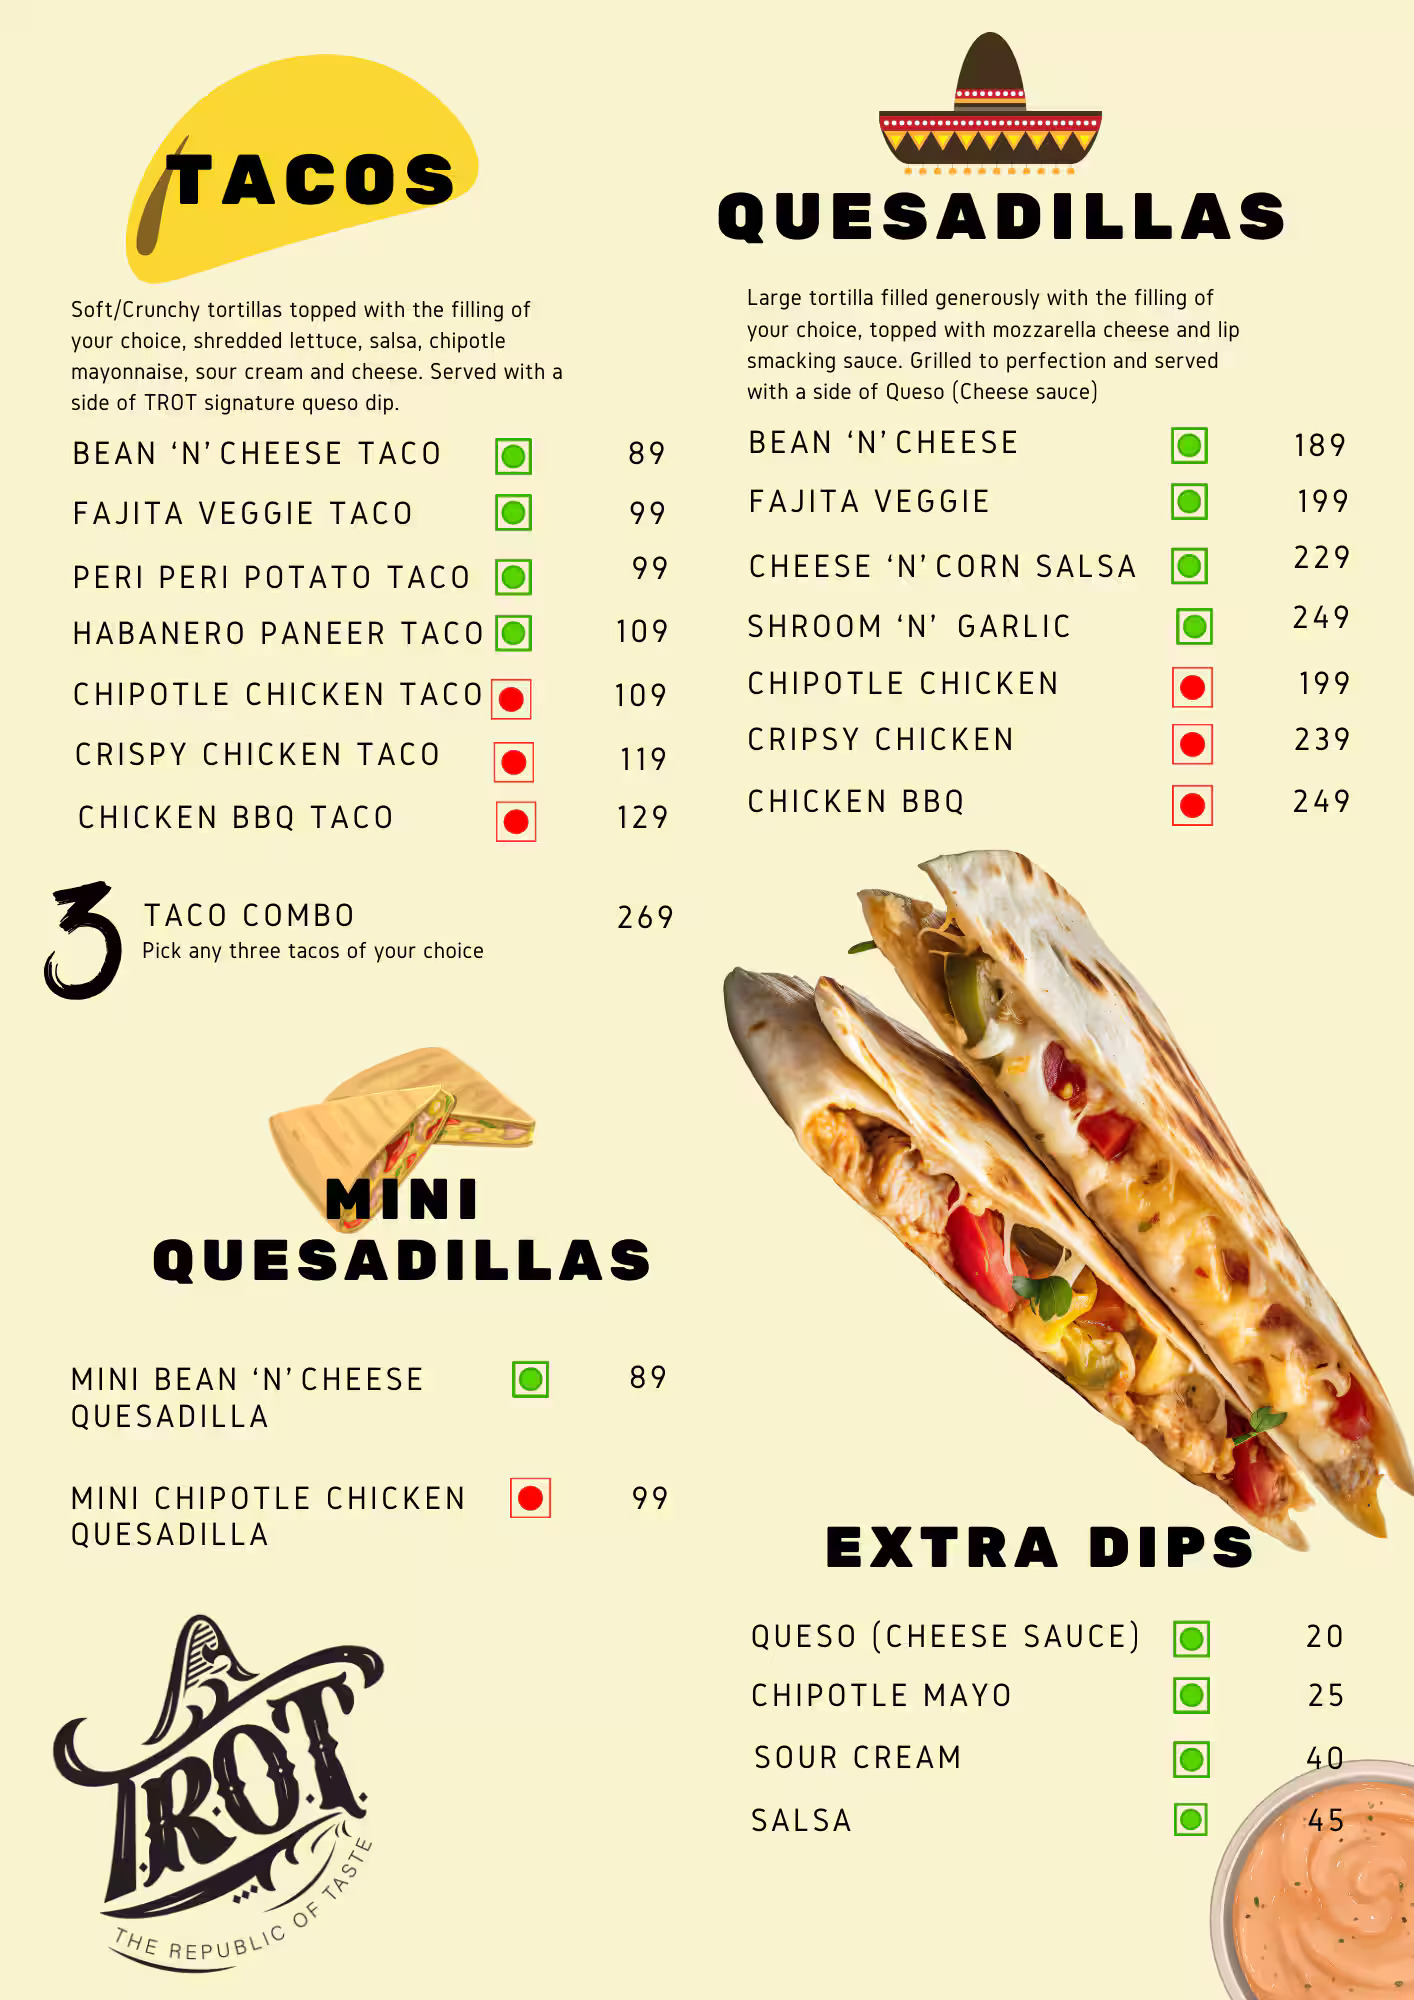 TACOS
Soft/Crunchy tortillas topped with the filling of
your choice, shredded lettuce, salsa, chipotle
mayonnaise, sour cream and cheese. Served with a
side of TROT signature queso dip.
BEAN ‘N’ CHEESE TACO 89
FAJITA VEGGIE TACO 99
PERI PERI POTATO TACO 99
HABANERO PANEER TACO 109
CHIPOTLE CHICKEN TACO 109
CRISPY CHICKEN TACO 119
CHICKEN BBQ TACO 129
3 TACO COMBO 269
Pick any three tacos of your choice
MINI
QUESADILLAS
MINI BEAN ‘N’ CHEESE 89
QUESADILLA
MINI CHIPOTLE CHICKEN 99
QUESADILLA
T.R.O.T.
THE REPUBLIC OF TASTE
QUESADILLAS
Large tortilla filled generously with the filling of
your choice, topped with mozzarella cheese and lip
smacking sauce. Grilled to perfection and served
with a side of Queso (Cheese sauce)
BEAN ‘N’ CHEESE 189
FAJITA VEGGIE 199
CHEESE ‘N’ CORN SALSA 229
SHROOM ‘N’ GARLIC 249
CHIPOTLE CHICKEN 199
CRIPSY CHICKEN 239
CHICKEN BBQ 249
EXTRA DIPS
QUESO (CHEESE SAUCE) 20
CHIPOTLE MAYO 25
SOUR CREAM 40
SALSA 45